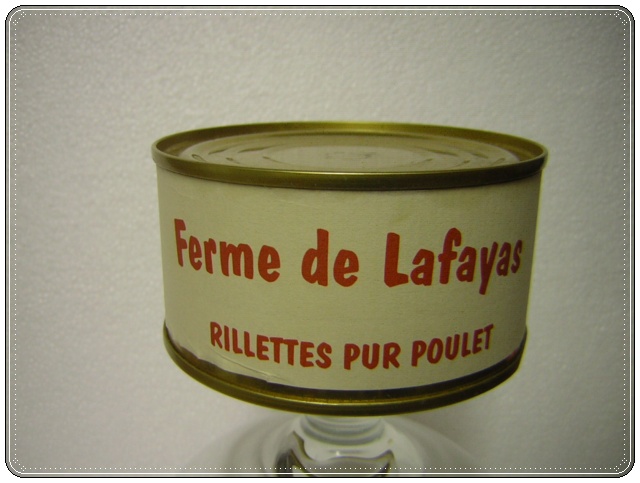 Ferme de Lafayas
RILLETTES PUR POULET